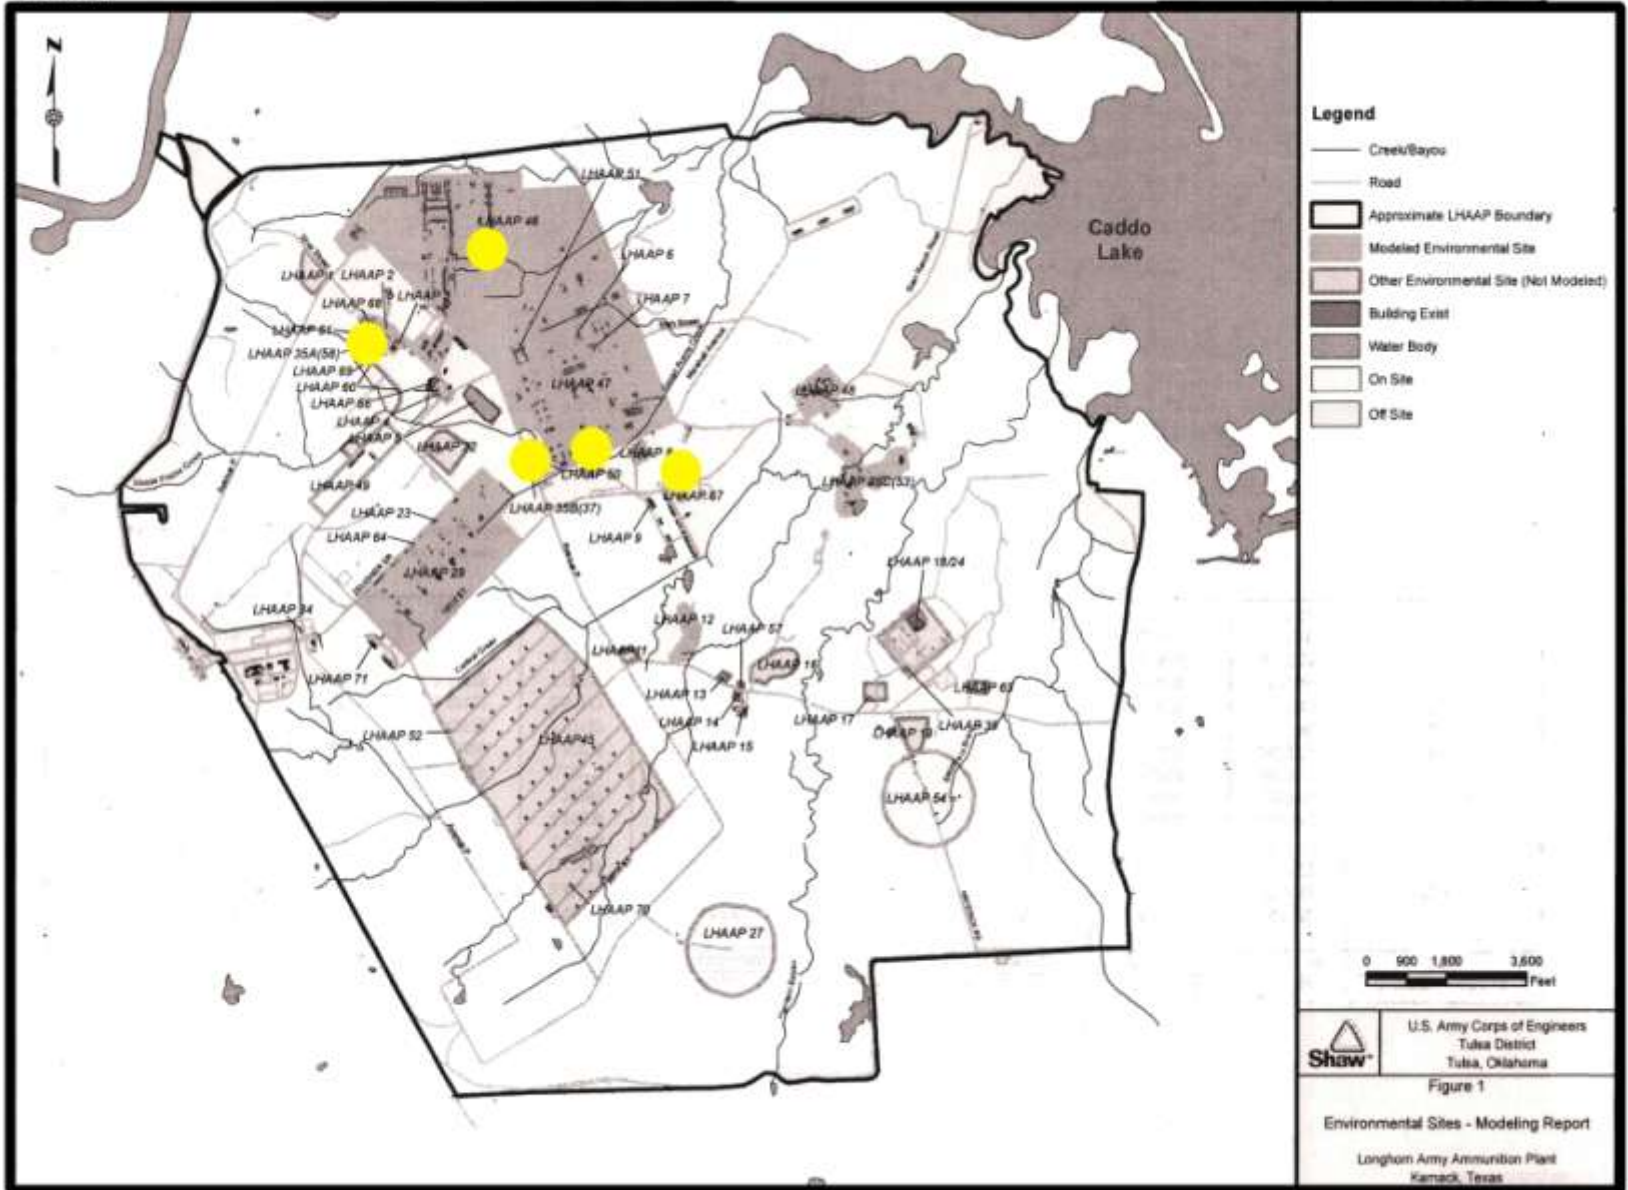 N
LHAAP 51
LHAAP 46
LHAAP 6
LHAAP 1 LHAAP 2
LHAAP
LHAAP 68
LHAAP 7
LHAAP 35A(58)
LHAAP 69
LHAAP 60
LHAAP 66
LHAAP 4
LHAAP 47
LHAAP 48
LHAAP 50
LHAAP 67
LHAAP 49
LHAAP 23
LHAAP 35B(37)
LHAAP 64
LHAAP 9
LHAAP 29
LHAAP 18/24
LHAAP 12
LHAAP 57
LHAAP 71
LHAAP 13
LHAAP 14
LHAAP 15
LHAAP 17
LHAAP 52
LHAAP 54
LHAAP 70
LHAAP 27
Caddo
Lake
Legend
Creek/Bayou
Road
Approximate LHAAP Boundary
Modeled Environmental Site
Other Environmental Site (Not Modeled)
Building Exist
Water Body
On Site
Off Site
0 900 1,800 3,600
Feet
Shaw
U.S. Army Corps of Engineers
Tulsa District
Tulsa, Oklahoma
Figure 1
Environmental Sites - Modeling Report
Longhorn Army Ammunition Plant
Karnack, Texas